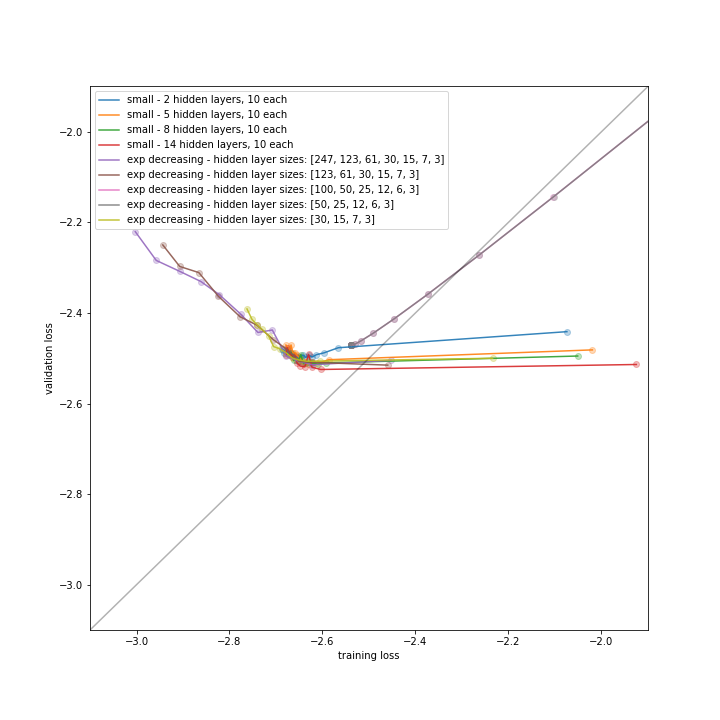 small - 2 hidden layers, 10 each
small - 5 hidden layers, 10 each
small - 8 hidden layers, 10 each
small - 14 hidden layers, 10 each
exp decreasing - hidden layer sizes: [247, 123, 61, 30, 15, 7, 3]
exp decreasing - hidden layer sizes: [123, 61, 30, 15, 7, 3]
exp decreasing - hidden layer sizes: [100, 50, 25, 12, 6, 3]
exp decreasing - hidden layer sizes: [50, 25, 12, 6, 3]
exp decreasing - hidden layer sizes: [30, 15, 7, 3]
−2.0
−2.2
−2.4
−2.6
−2.8
−3.0
validation loss
−3.0 −2.8 −2.6 −2.4 −2.2 −2.0
training loss